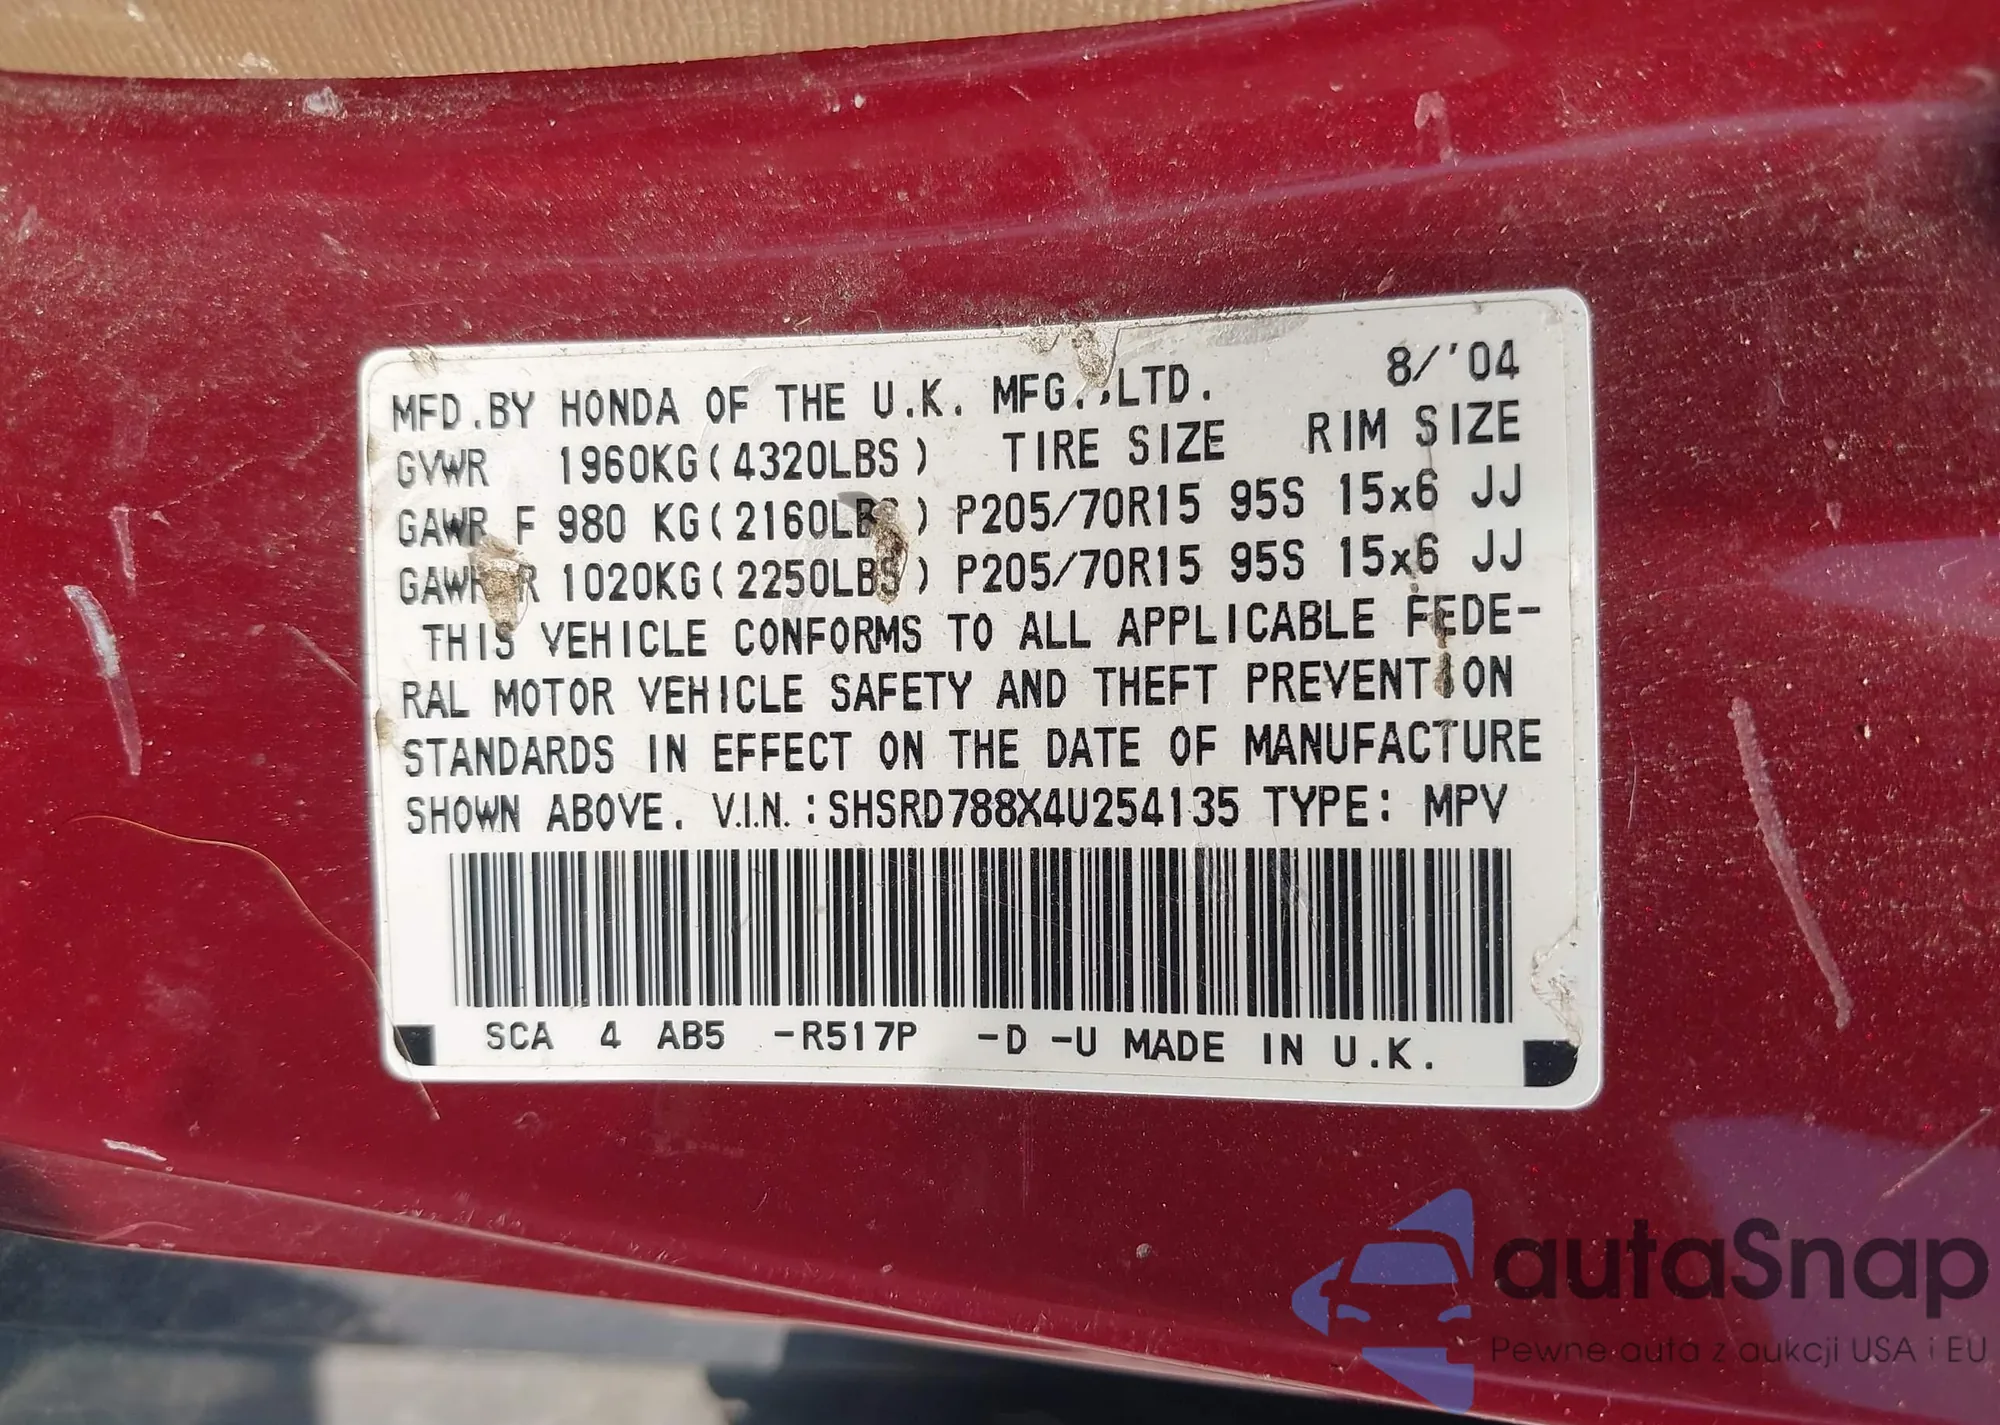 8/'04
MFD.BY HONDA OF THE U.K. MFG.,LTD.
GVWR 1960KG(4320LBS) TIRE SIZE RIM SIZE
GAWR F 980 KG(2160LBS) P205/70R15 95S 15x6 JJ
GAWR R 1020KG(2250LBS) P205/70R15 95S 15x6 JJ
THIS VEHICLE CONFORMS TO ALL APPLICABLE FEDE-
RAL MOTOR VEHICLE SAFETY AND THEFT PREVENTION
STANDARDS IN EFFECT ON THE DATE OF MANUFACTURE
SHOWN ABOVE. V.I.N.:SHSRD788X4U254135 TYPE: MPV
SCA 4 AB5 -R517P -D -U MADE IN U.K.
autaSnap
Pewne auta z aukcji USA i EU